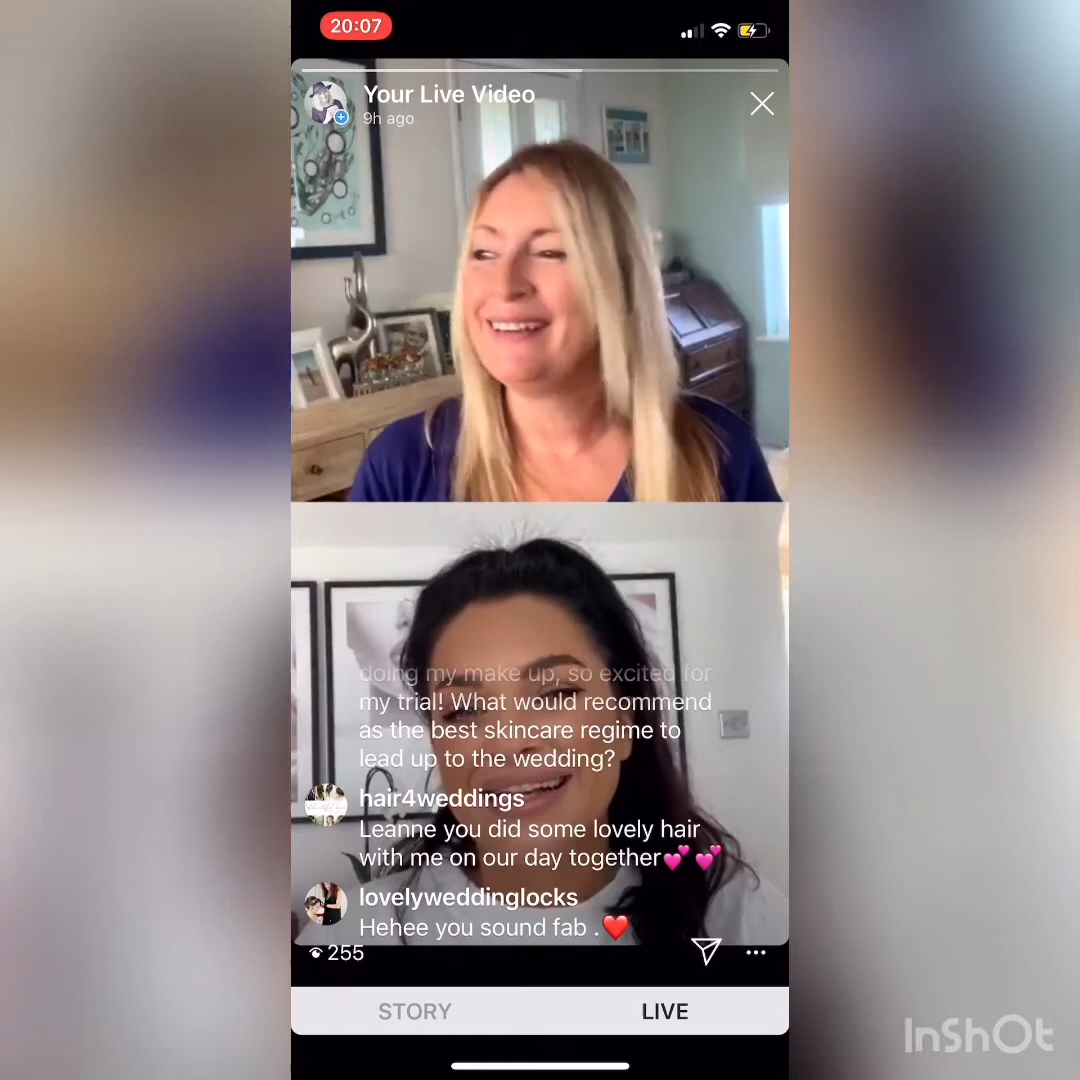 20:07
Your Live Video
9h ago
doing my make up, so excited for
my trial! What would recommend
as the best skincare regime to
lead up to the wedding?
hair4weddings
Leanne you did some lovely hair
with me on our day together💕💕
lovelyweddinglocks
Hehee you sound fab .❤️
255
STORY
LIVE
InShOt